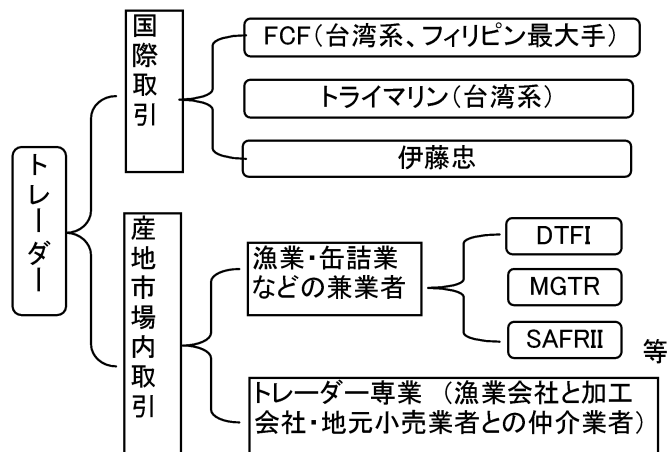 トレーダー
国際取引
FCF（台湾系、フィリピン最大手）
トライマリン（台湾系）
伊藤忠
産地市場内取引
漁業・缶詰業
などの兼業者
DTFI
MGTR
SAFRII
等
トレーダー専業　（漁業会社と加工
会社・地元小売業者との仲介業者）